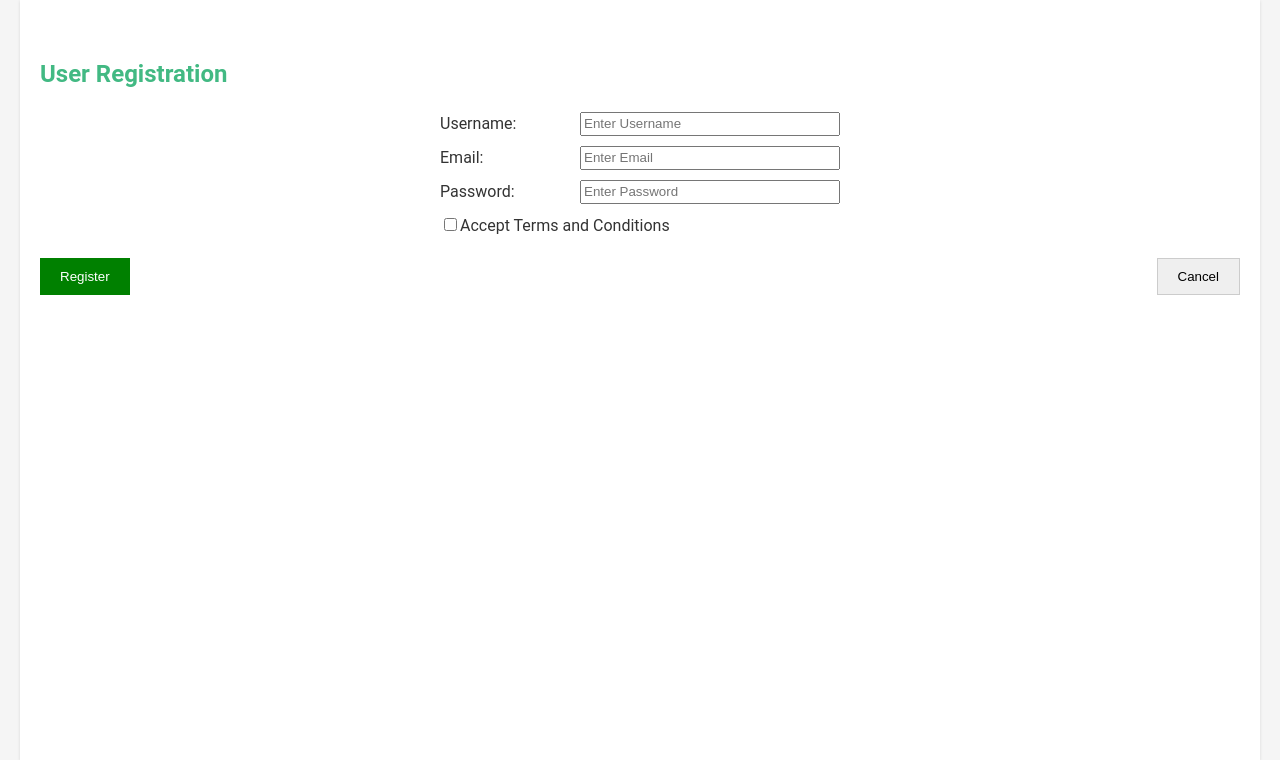 User Registration
Username: Enter Username
Email: Enter Email
Password: Enter Password
Accept Terms and Conditions
Register Cancel